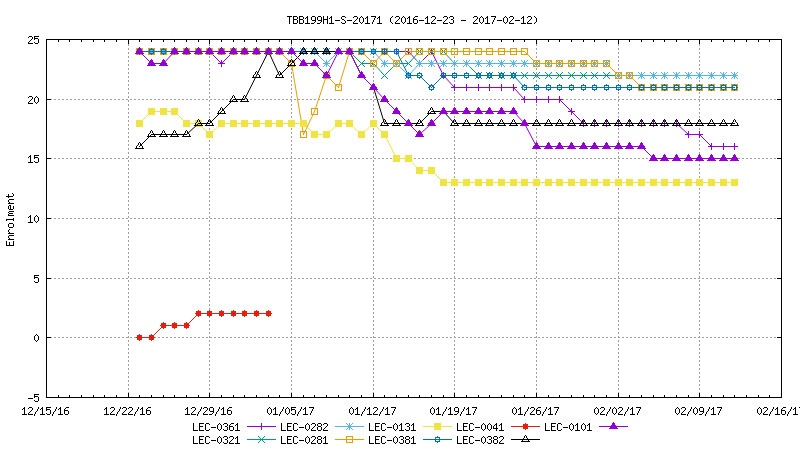 TBB199H1-S-20171 (2016-12-23 - 2017-02-12)
25
20
15
10
5
0
-5
Enrolment
12/15/16 12/22/16 12/29/16 01/05/17 01/12/17 01/19/17 01/26/17 02/02/17 02/09/17 02/16/17
LEC-0361 LEC-0282 LEC-0131 LEC-0041 LEC-0101
LEC-0321 LEC-0281 LEC-0381 LEC-0382